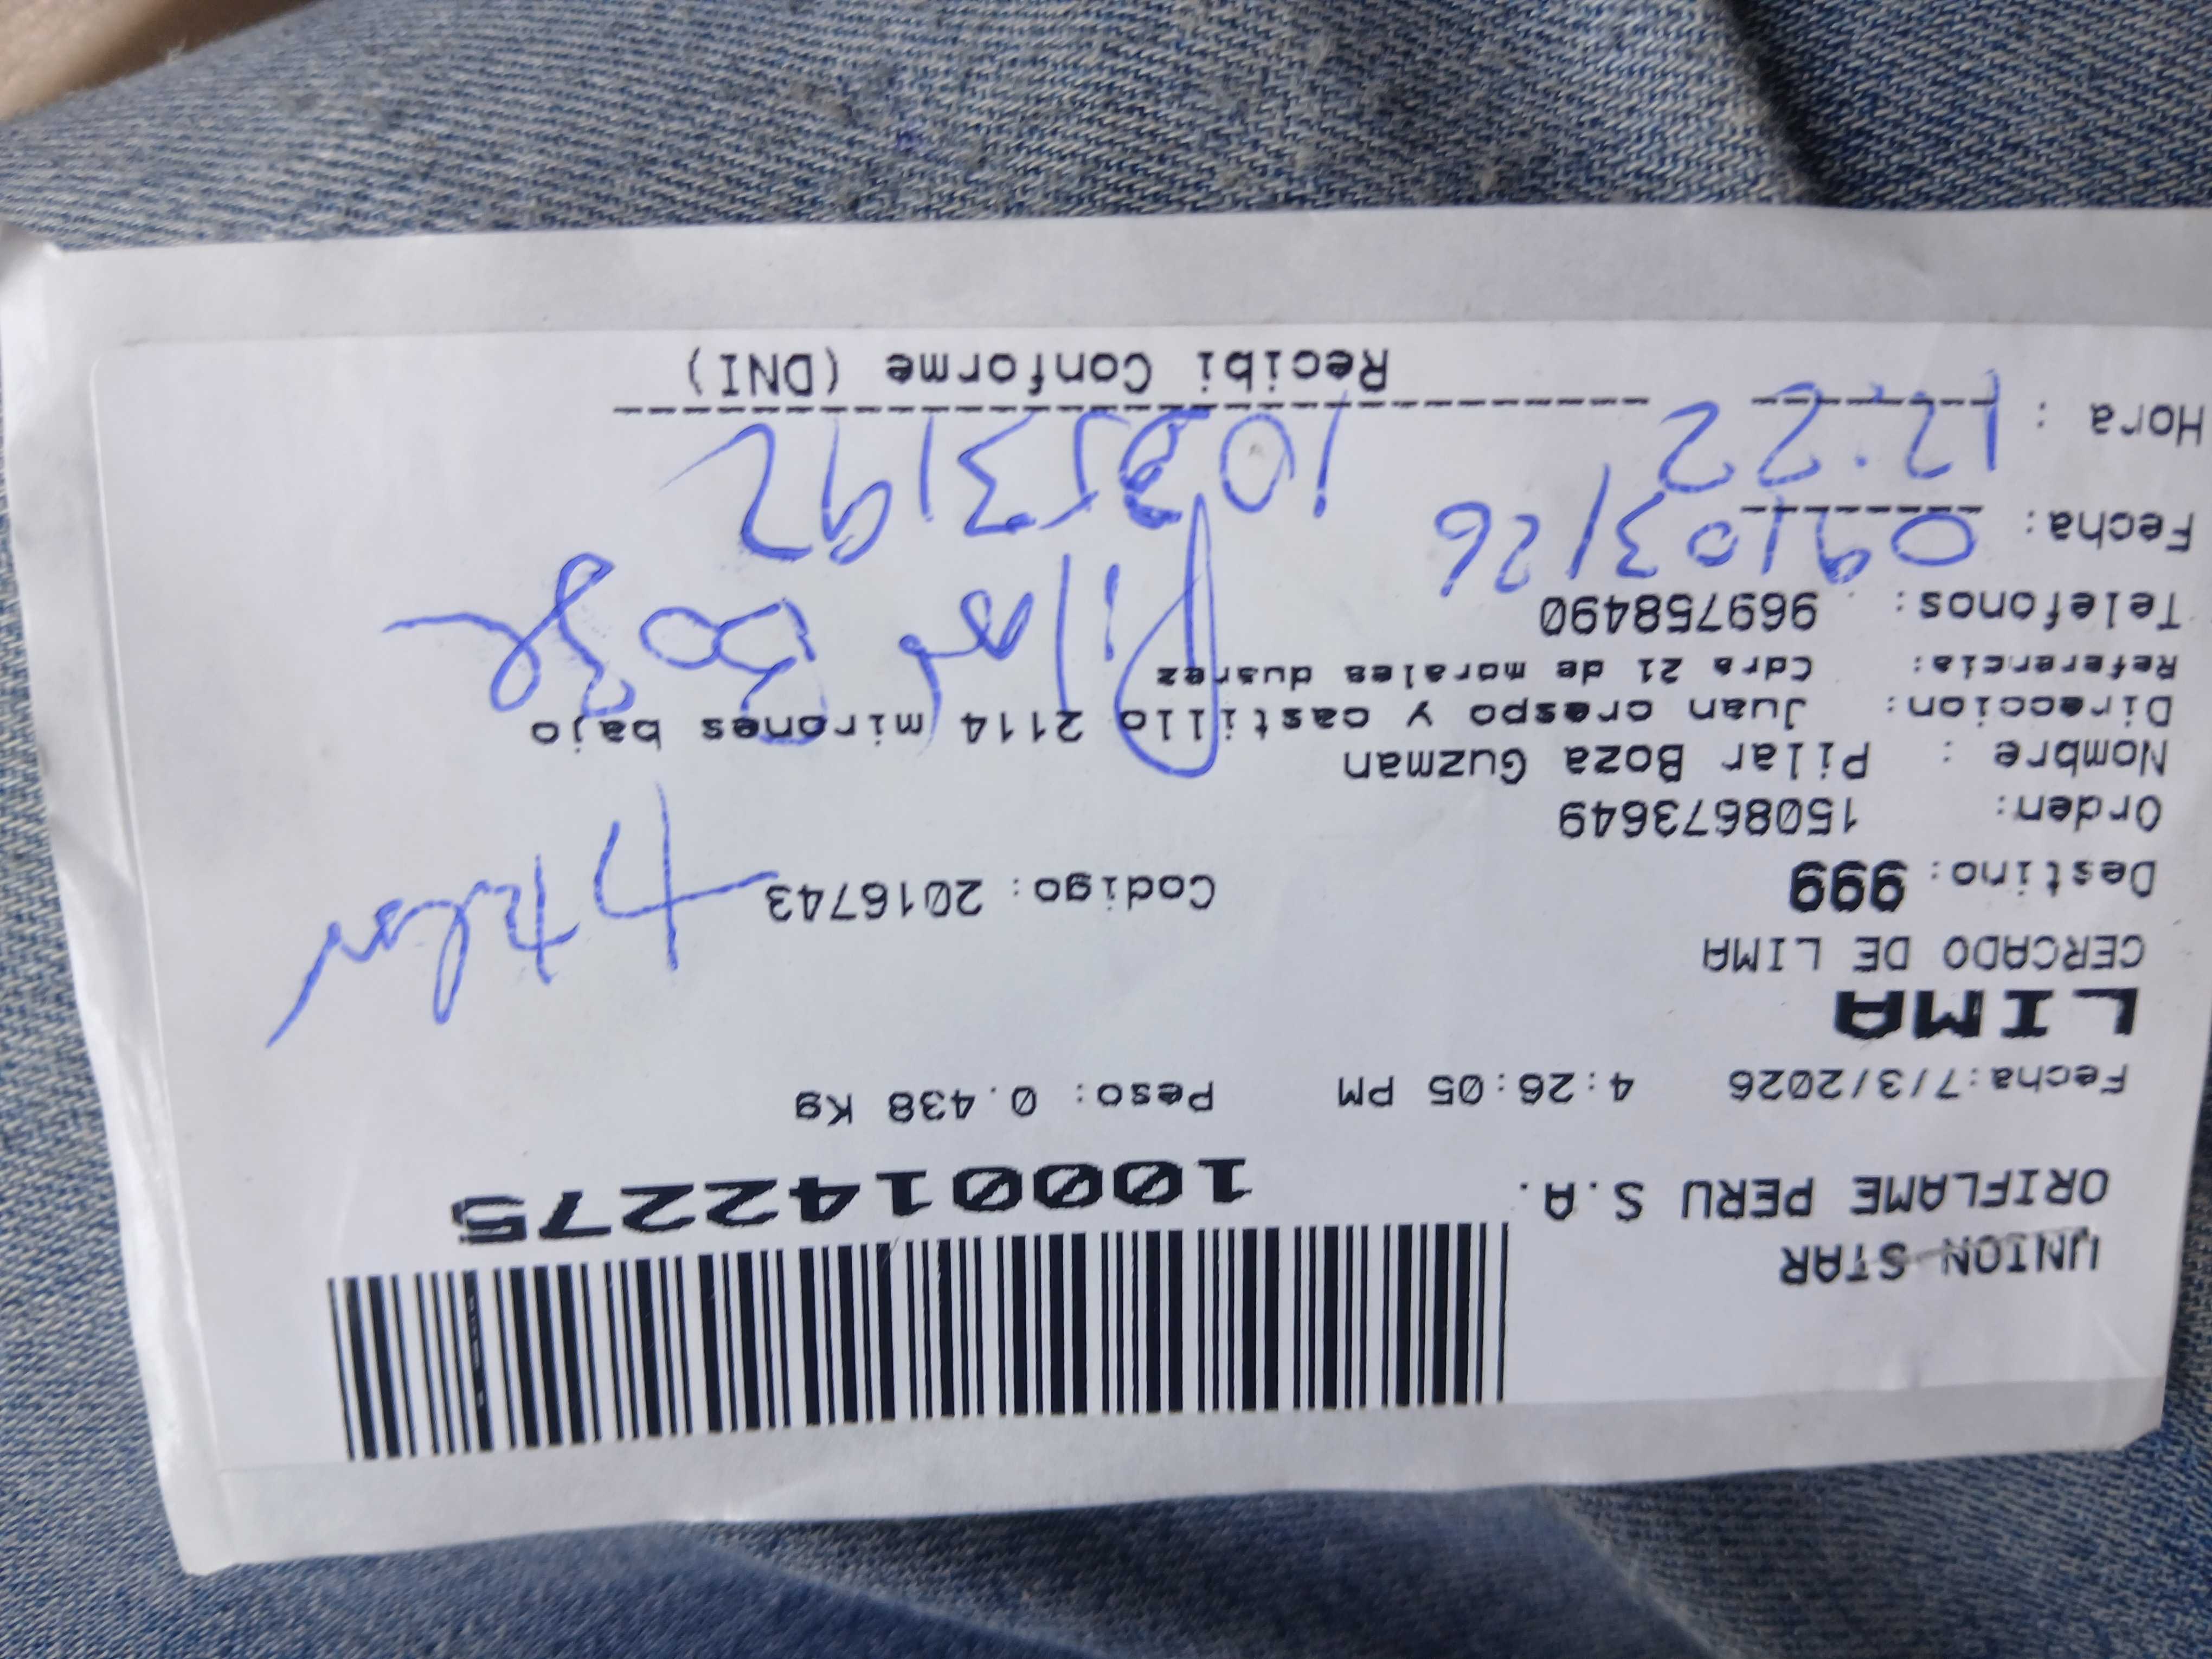 UNION STAR
ORIFLAME PERU S.A.
1000142275
Fecha:7/3/2026 4:26:05 PM Peso: 0.438 Kg
LIMA
CERCADO DE LIMA
Destino: 999 Codigo: 2016743
Orden: 1508673649
Nombre : Pilar Boza Guzman
Direccion: Juan crespo y castillo 2114 mirones bajo
Referencia: Cdra 21 de morales duarez
Telefonos: 969758490
Pilar Boza
Fecha: 09/03/26
Hora : 12:22
Recibi Conforme (DNI)